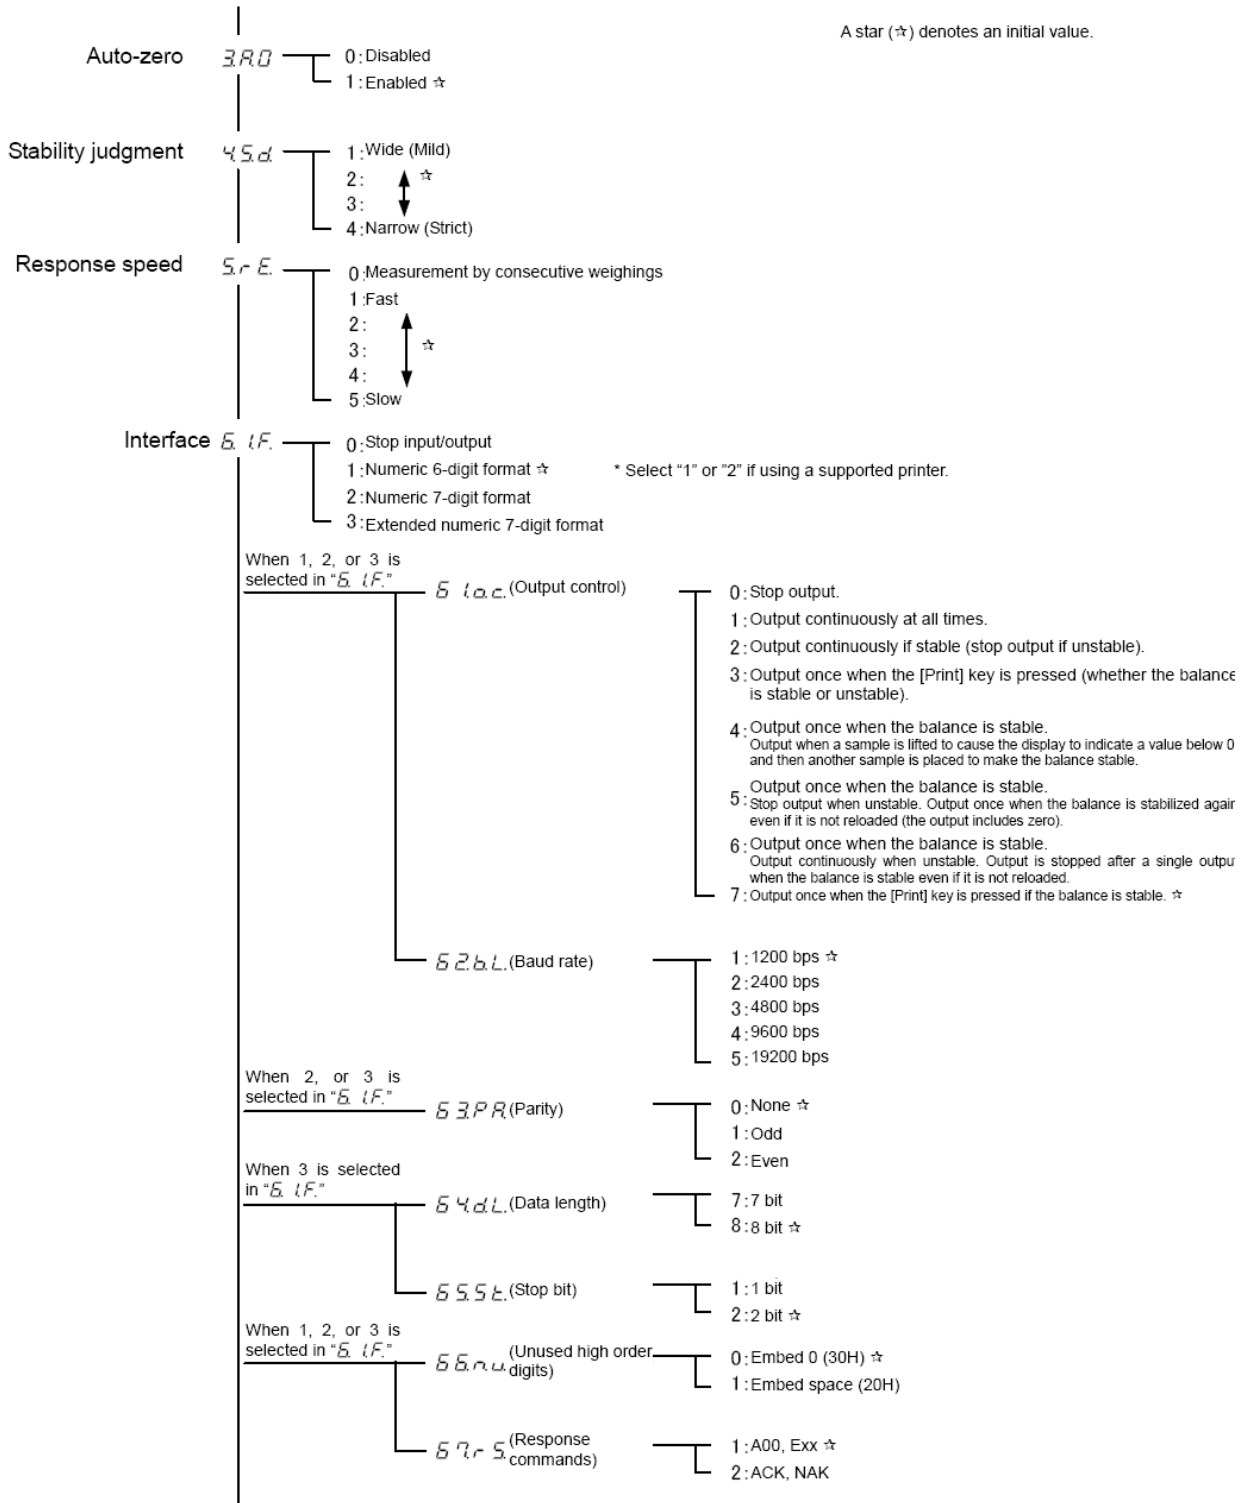 A star (☆) denotes an initial value.
Auto-zero 3.A.0 0:Disabled
1:Enabled ☆
Stability judgment 4.S.d. 1:Wide (Mild)
2: ☆
3:
4:Narrow (Strict)
Response speed 5.r E. 0:Measurement by consecutive weighings
1:Fast
2:
3: ☆
4:
5:Slow
Interface 6. I.F. 0:Stop input/output
1:Numeric 6-digit format ☆ * Select “1” or ”2” if using a supported printer.
2:Numeric 7-digit format
3:Extended numeric 7-digit format
When 1, 2, or 3 is
selected in “6. I.F.”
6 1.o.c. (Output control) 0:Stop output.
1:Output continuously at all times.
2:Output continuously if stable (stop output if unstable).
3:Output once when the [Print] key is pressed (whether the balance
is stable or unstable).
4:Output once when the balance is stable.
Output when a sample is lifted to cause the display to indicate a value below 0
and then another sample is placed to make the balance stable.
5:Output once when the balance is stable.
Stop output when unstable. Output once when the balance is stabilized again
even if it is not reloaded (the output includes zero).
6:Output once when the balance is stable.
Output continuously when unstable. Output is stopped after a single output
when the balance is stable even if it is not reloaded.
7:Output once when the [Print] key is pressed if the balance is stable. ☆
6 2.b.L. (Baud rate) 1:1200 bps ☆
2:2400 bps
3:4800 bps
4:9600 bps
5:19200 bps
When 2, or 3 is
selected in “6. I.F.”
6 3.P A. (Parity) 0:None ☆
1:Odd
2:Even
When 3 is selected
in “6. I.F.”
6 4.d.L. (Data length) 7:7 bit
8:8 bit ☆
6 5.S t. (Stop bit) 1:1 bit
2:2 bit ☆
When 1, 2, or 3 is
selected in “6. I.F.”
6 6.n.u. (Unused high order
digits)
0:Embed 0 (30H) ☆
1:Embed space (20H)
6 7.r S. (Response
commands)
1:A00, Exx ☆
2:ACK, NAK